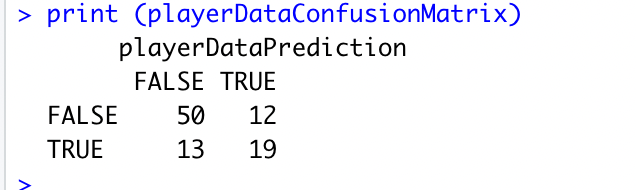 > print (playerDataConfusionMatrix)
playerDataPrediction
FALSE TRUE
FALSE 50 12
TRUE 13 19
>